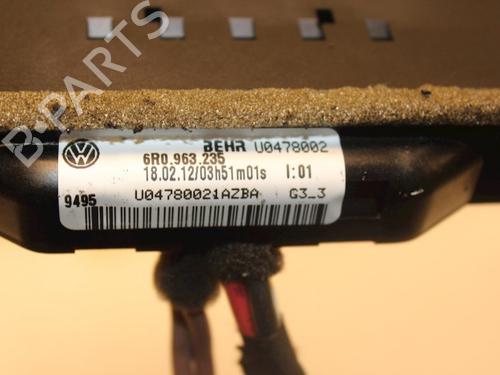 B-PARTS
BEHR U0478002
6R0.963.235
18.02.12/03h51m01s I:01
9495 U04780021AZBA G3_3